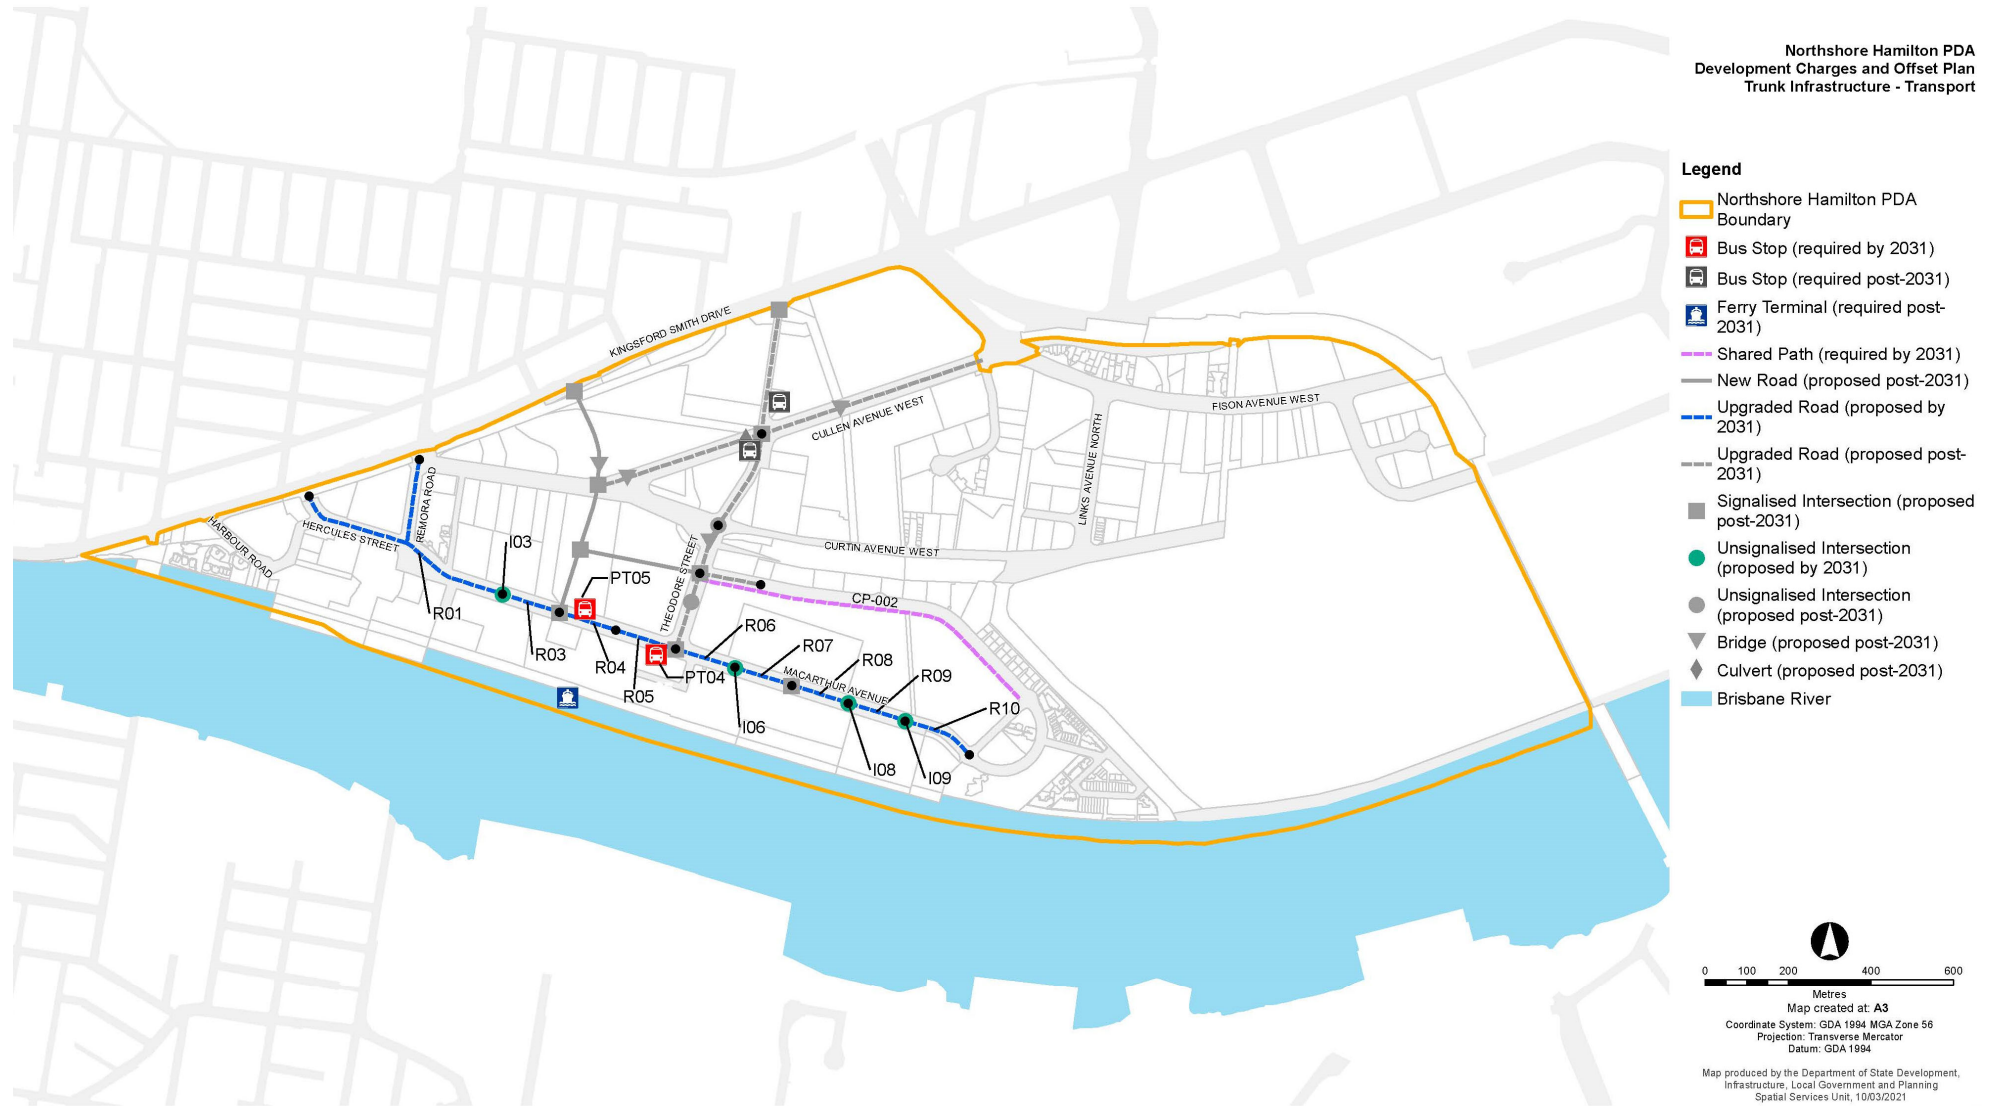 Northshore Hamilton PDA
Development Charges and Offset Plan
Trunk Infrastructure - Transport
Legend
Northshore Hamilton PDA
Boundary
Bus Stop (required by 2031)
Bus Stop (required post-2031)
Ferry Terminal (required post-
2031)
Shared Path (required by 2031)
New Road (proposed post-2031)
Upgraded Road (proposed by
2031)
Upgraded Road (proposed post-
2031)
Signalised Intersection (proposed
post-2031)
Unsignalised Intersection
(proposed by 2031)
Unsignalised Intersection
(proposed post-2031)
Bridge (proposed post-2031)
Culvert (proposed post-2031)
Brisbane River
KINGSFORD SMITH DRIVE
CULLEN AVENUE WEST
FISON AVENUE WEST
LINKS AVENUE NORTH
REMORA ROAD
HARBOUR ROAD
HERCULES STREET
CURTIN AVENUE WEST
THEODORE STREET
MACARTHUR AVENUE
I03
PT05
CP-002
R01
R03
R04
R05
PT04
R06
R07
R08
R09
R10
I06
I08
I09
0 100 200 400 600
Metres
Map created at: A3
Coordinate System: GDA 1994 MGA Zone 56
Projection: Transverse Mercator
Datum: GDA 1994
Map produced by the Department of State Development,
Infrastructure, Local Government and Planning
Spatial Services Unit, 10/03/2021